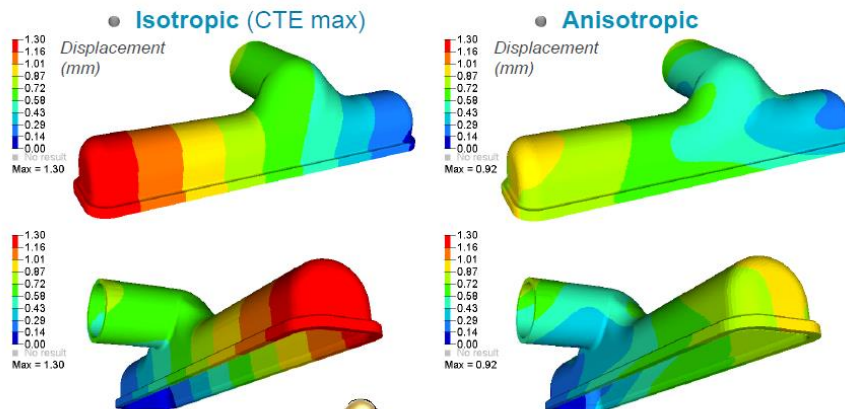 Isotropic (CTE max)
Displacement
(mm)
1.30
1.16
1.01
0.87
0.72
0.58
0.43
0.29
0.14
0.00
No result
Max = 1.30
Anisotropic
Displacement
(mm)
1.30
1.16
1.01
0.87
0.72
0.58
0.43
0.29
0.14
0.00
No result
Max = 0.92
1.30
1.16
1.01
0.87
0.72
0.58
0.43
0.29
0.14
0.00
No result
Max = 1.30
1.30
1.16
1.01
0.87
0.72
0.58
0.43
0.29
0.14
0.00
No result
Max = 0.92